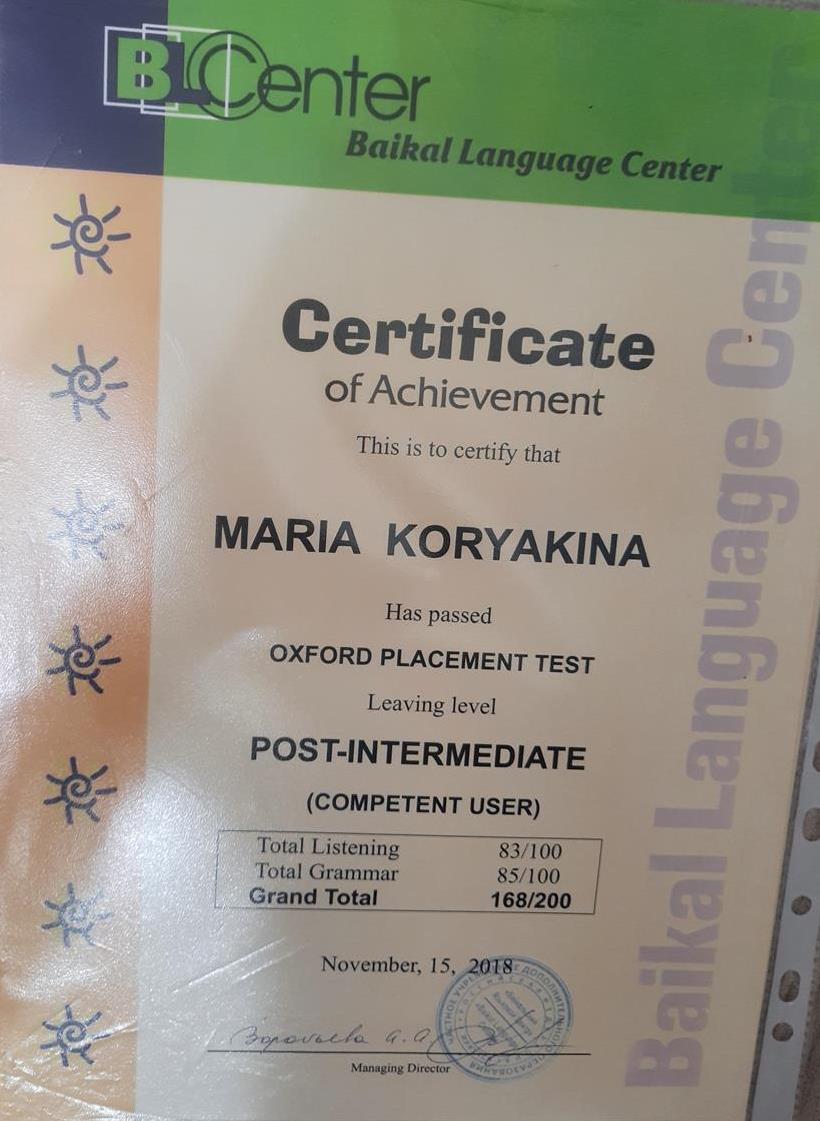 BLCenter
Baikal Language Center
Certificate
of Achievement
This is to certify that
MARIA KORYAKINA
Has passed
OXFORD PLACEMENT TEST
Leaving level
POST-INTERMEDIATE
(COMPETENT USER)
Total Listening 83/100
Total Grammar 85/100
Grand Total 168/200
November, 15, 2018
Managing Director
Baikal Language Center